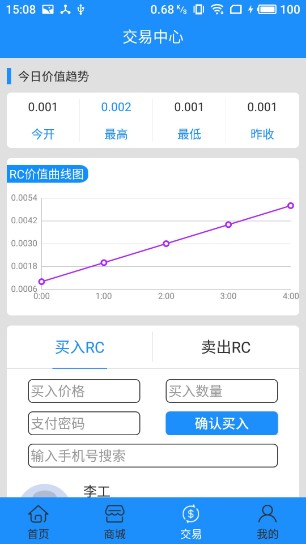 15:08 0.68 K/s 100
交易中心
今日价值趋势
0.001 0.002 0.001 0.001
今开 最高 最低 昨收
RC价值曲线图
0.0054
0.0042
0.0030
0.0018
0.0006
0:00 1:00 2:00 3:00 4:00
买入RC 卖出RC
买入价格 买入数量
支付密码 确认买入
输入手机号搜索
李工
首页 商城 交易 我的